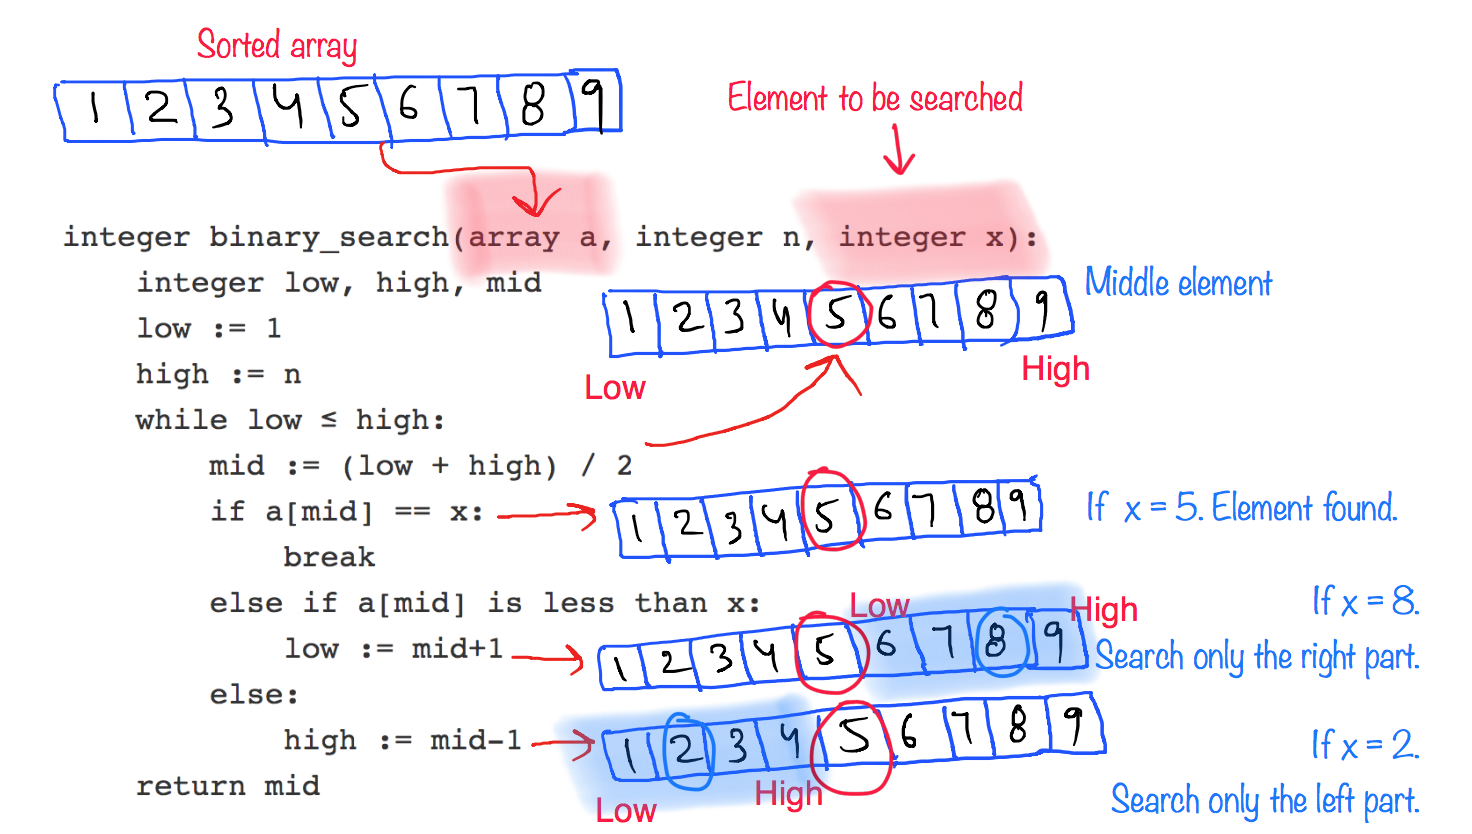 Sorted array
1 2 3 4 5 6 7 8 9
Element to be searched
integer binary_search(array a, integer n, integer x):
integer low, high, mid
Middle element
1 2 3 4 5 6 7 8 9
low := 1
Low
High
high := n
while low ≤ high:
mid := (low + high) / 2
if a[mid] == x:
1 2 3 4 5 6 7 8 9
If x = 5. Element found.
break
else if a[mid] is less than x:
Low
High
If x = 8.
low := mid+1
1 2 3 4 5 6 7 8 9
Search only the right part.
else:
high := mid-1
1 2 3 4 5 6 7 8 9
If x = 2.
return mid
Low
High
Search only the left part.